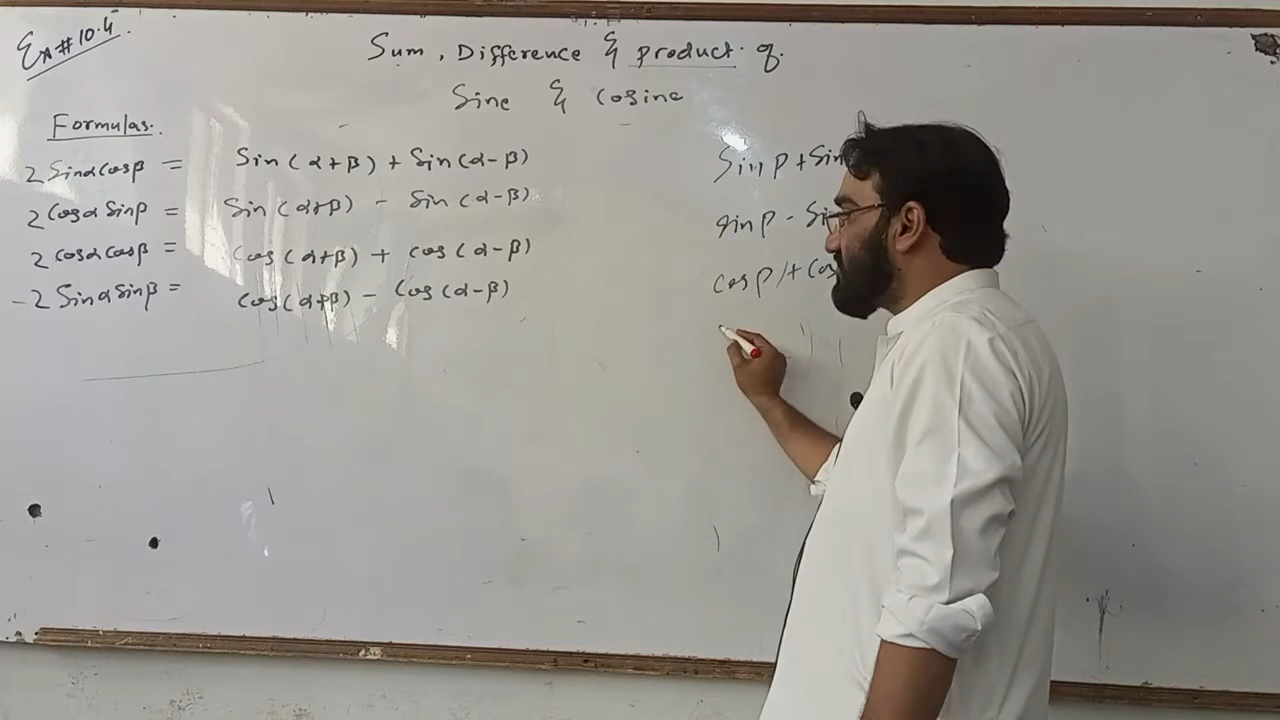 Ex#10.4.
Sum, Difference & product of
Sine & Cosine
Formulas.
2 Sinα Cosβ = Sin(α+β) + Sin(α-β)
2 Cosα Sinβ = Sin(α+β) - Sin(α-β)
2 Cosα Cosβ = Cos(α+β) + Cos(α-β)
-2 Sinα Sinβ = Cos(α+β) - Cos(α-β)
Sin P + Sin
Sin P - Sin
Cos P + Cos